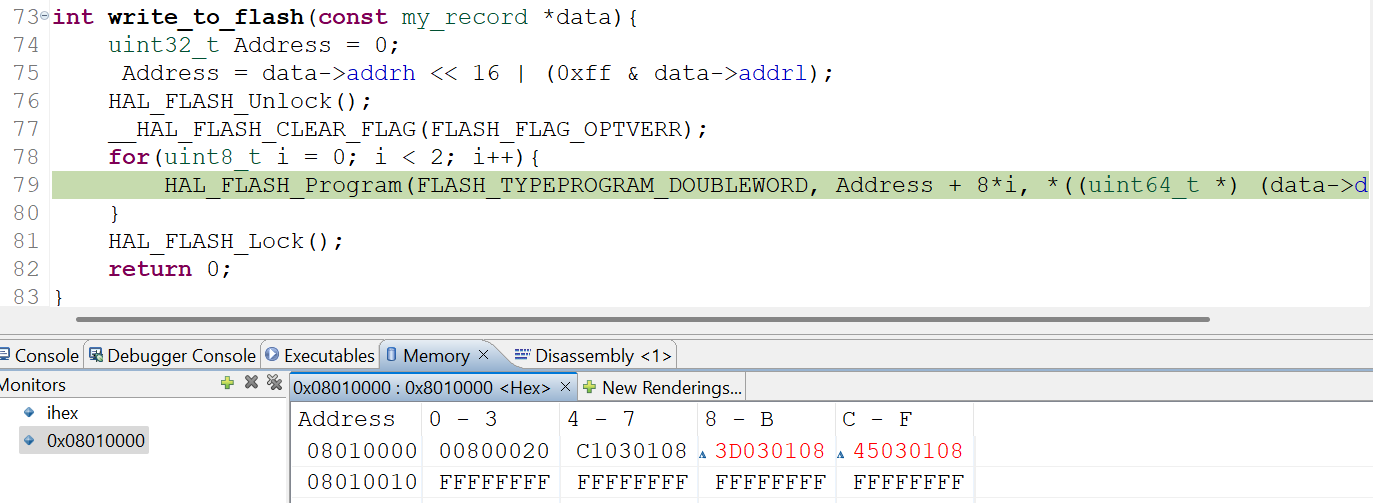 73 int write_to_flash(const my_record *data){
74 uint32_t Address = 0;
75 Address = data->addrh << 16 | (0xff & data->addrl);
76 HAL_FLASH_Unlock();
77 __HAL_FLASH_CLEAR_FLAG(FLASH_FLAG_OPTVERR);
78 for(uint8_t i = 0; i < 2; i++){
79 HAL_FLASH_Program(FLASH_TYPEPROGRAM_DOUBLEWORD, Address + 8*i, *((uint64_t *) (data->d
80 }
81 HAL_FLASH_Lock();
82 return 0;
83 }
Console Debugger Console Executables Memory Disassembly <1>
Monitors
0x08010000 : 0x8010000 <Hex> New Renderings...
ihex
0x08010000
Address 0 - 3 4 - 7 8 - B C - F
08010000 00800020 C1030108 3D030108 45030108
08010010 FFFFFFFF FFFFFFFF FFFFFFFF FFFFFFFF